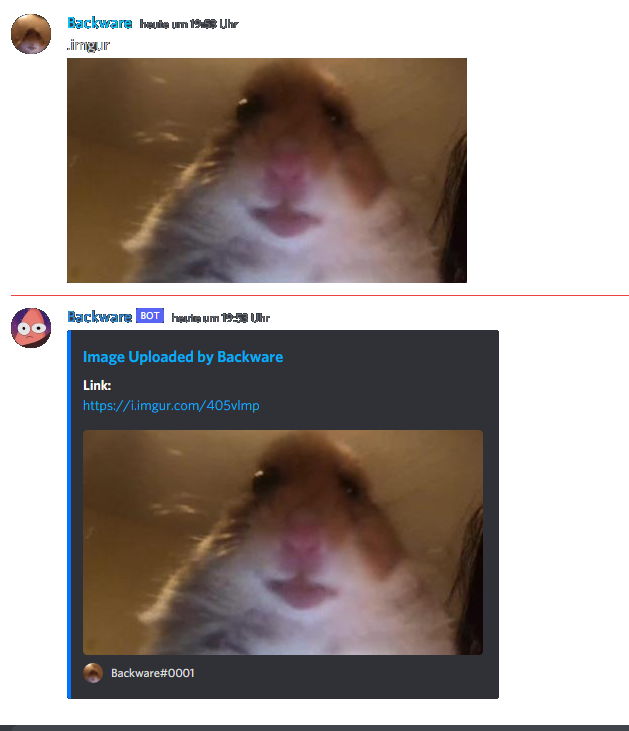 Backware heute um 19:58 Uhr
.imgur
Backware BOT heute um 19:58 Uhr
Image Uploaded by Backware
Link:
https://i.imgur.com/405vlmp
Backware#0001